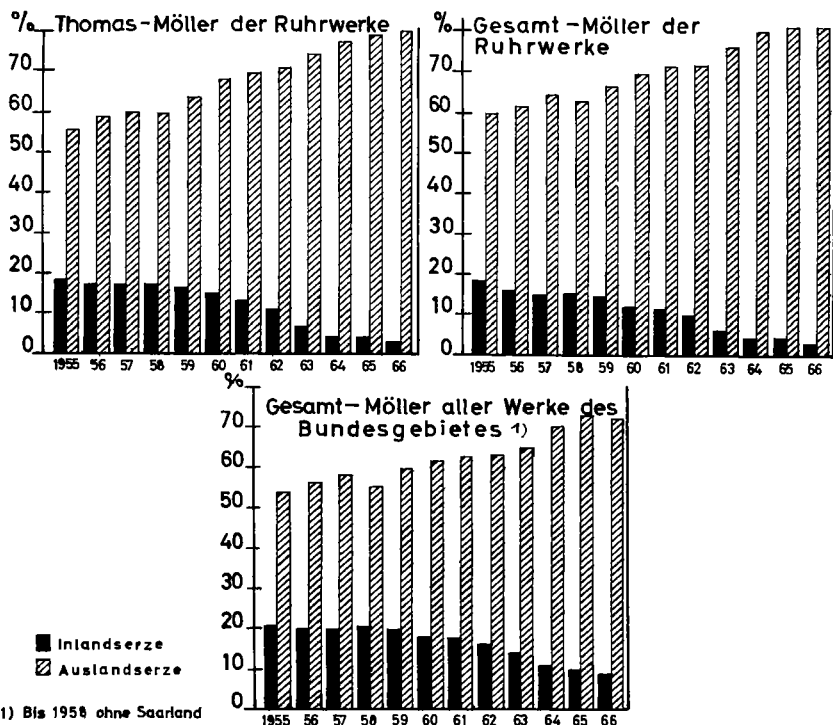 % Thomas-Möller der Ruhrwerke
70
60
50
40
30
20
10
0
1955 56 57 58 59 60 61 62 63 64 65 66
% Gesamt-Möller der
Ruhrwerke
70
60
50
40
30
20
10
0
1955 56 57 58 59 60 61 62 63 64 65 66
%
Gesamt-Möller aller Werke des
Bundesgebietes 1)
70
60
50
40
30
20
10
0
1955 56 57 58 59 60 61 62 63 64 65 66
Inlandserze
Auslandserze
1) Bis 1958 ohne Saarland